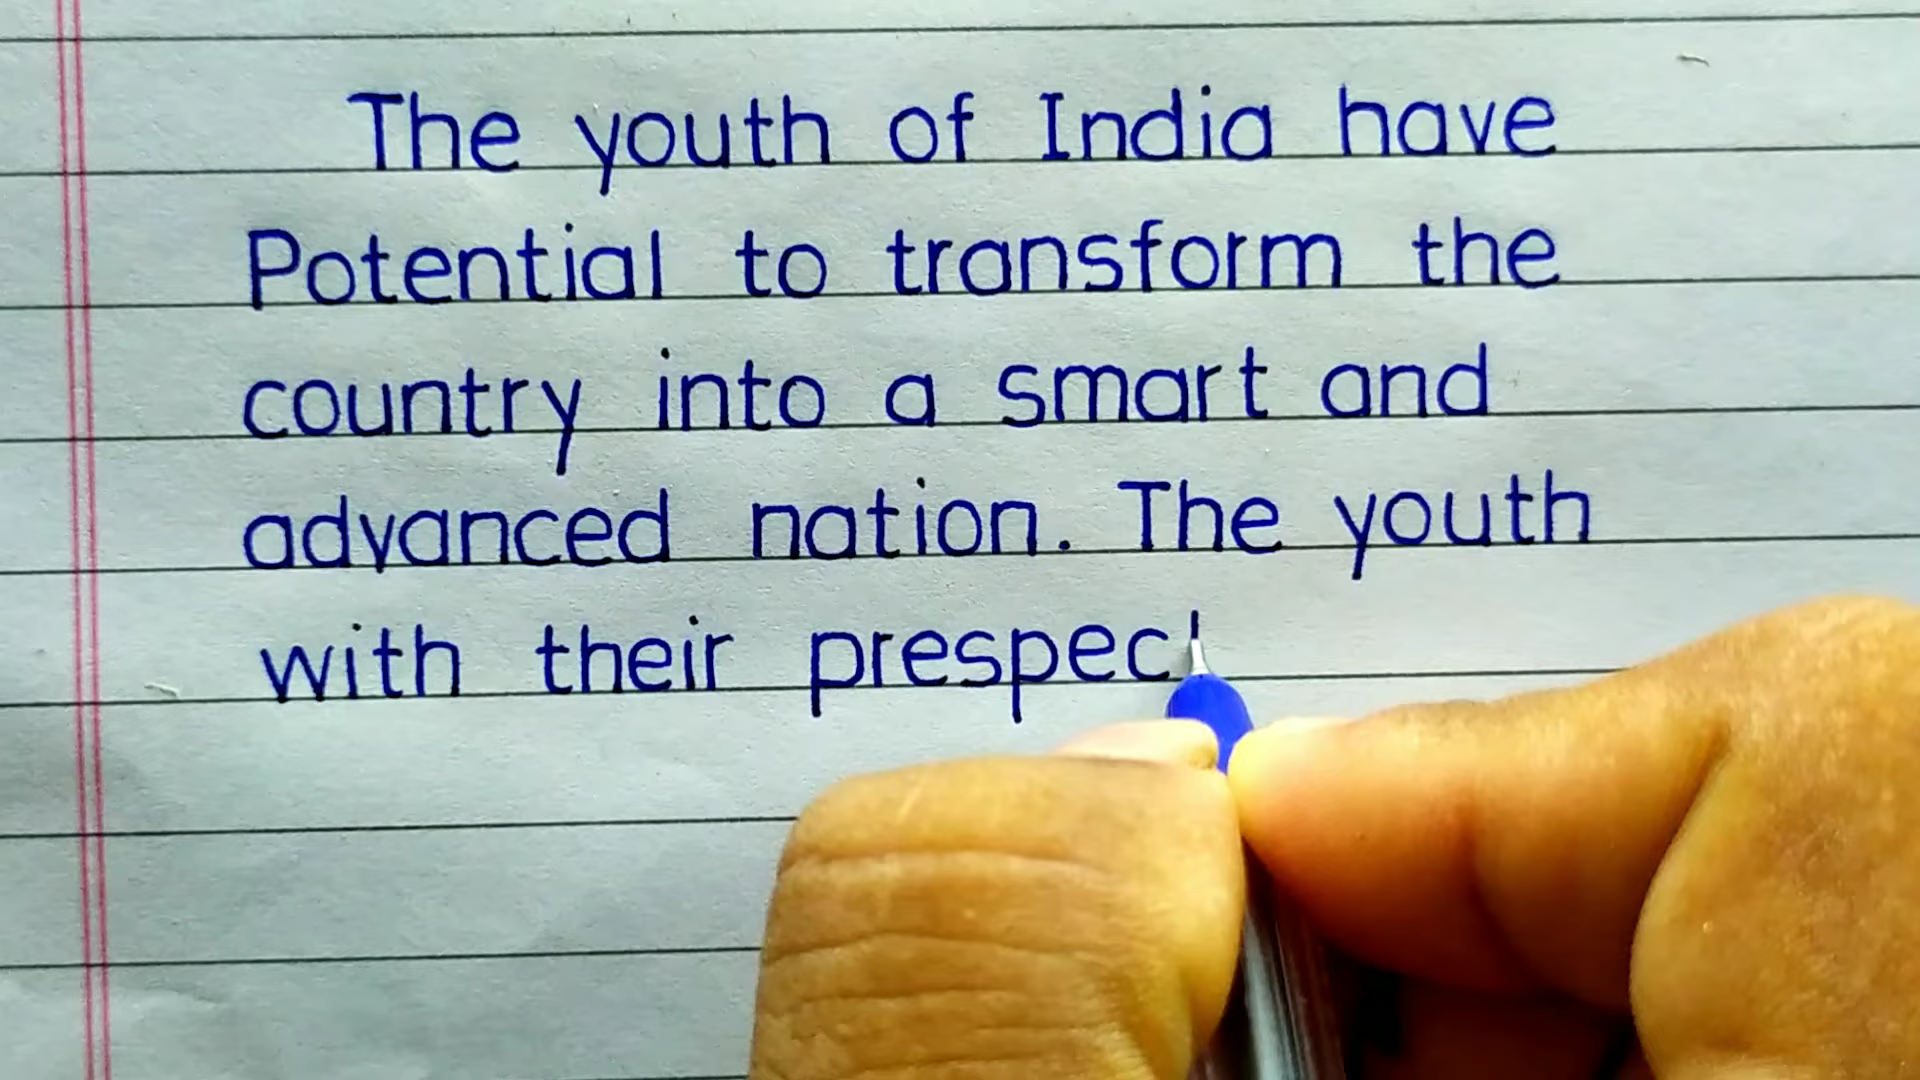 The youth of India have
Potential to transform the
country into a smart and
advanced nation. The youth
with their prespec